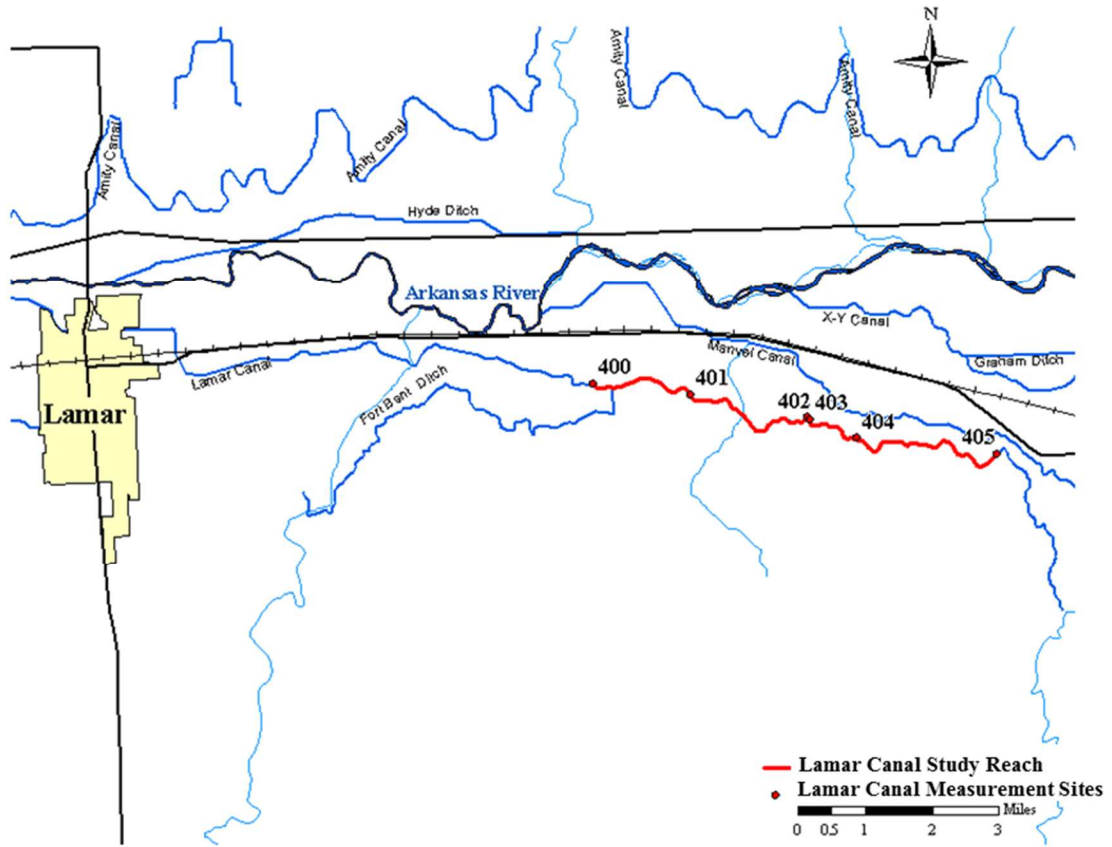 N
Amity Canal
Amity Canal
Amity Canal
Amity Canal
Hyde Ditch
Arkansas River
X-Y Canal
Manvel Canal
Graham Ditch
Lamar Canal
Fort Bent Ditch
400
401
402
403
404
405
Lamar
Lamar Canal Study Reach
Lamar Canal Measurement Sites
Miles
0 0.5 1 2 3